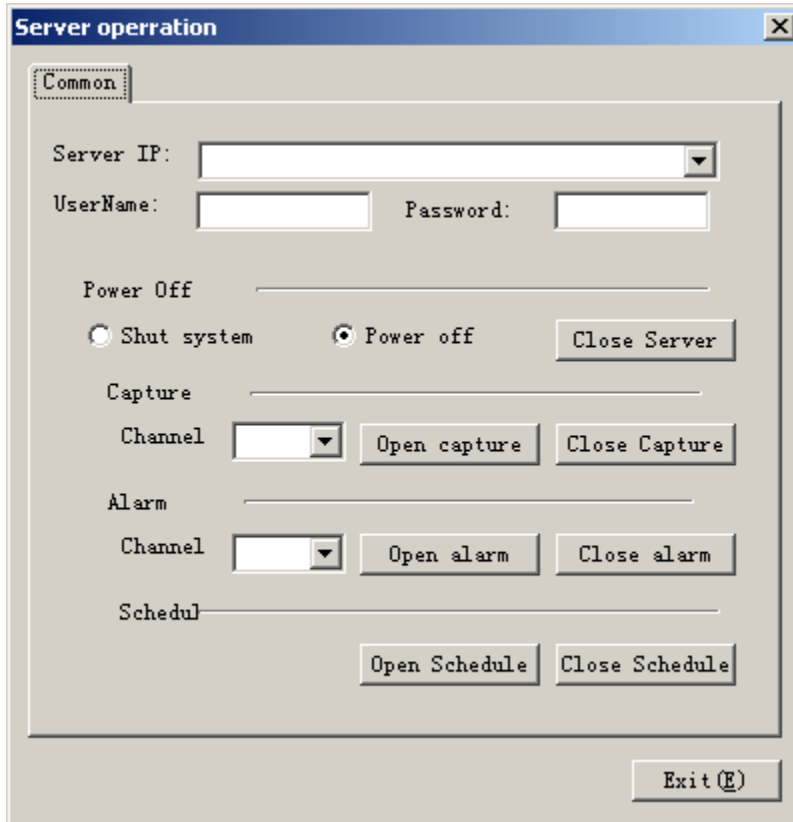 Server operration
Common
Server IP:
UserName: Password:
Power Off
Shut system Power off Close Server
Capture
Channel Open capture Close Capture
Alarm
Channel Open alarm Close alarm
Schedul
Open Schedule Close Schedule
Exit(E)